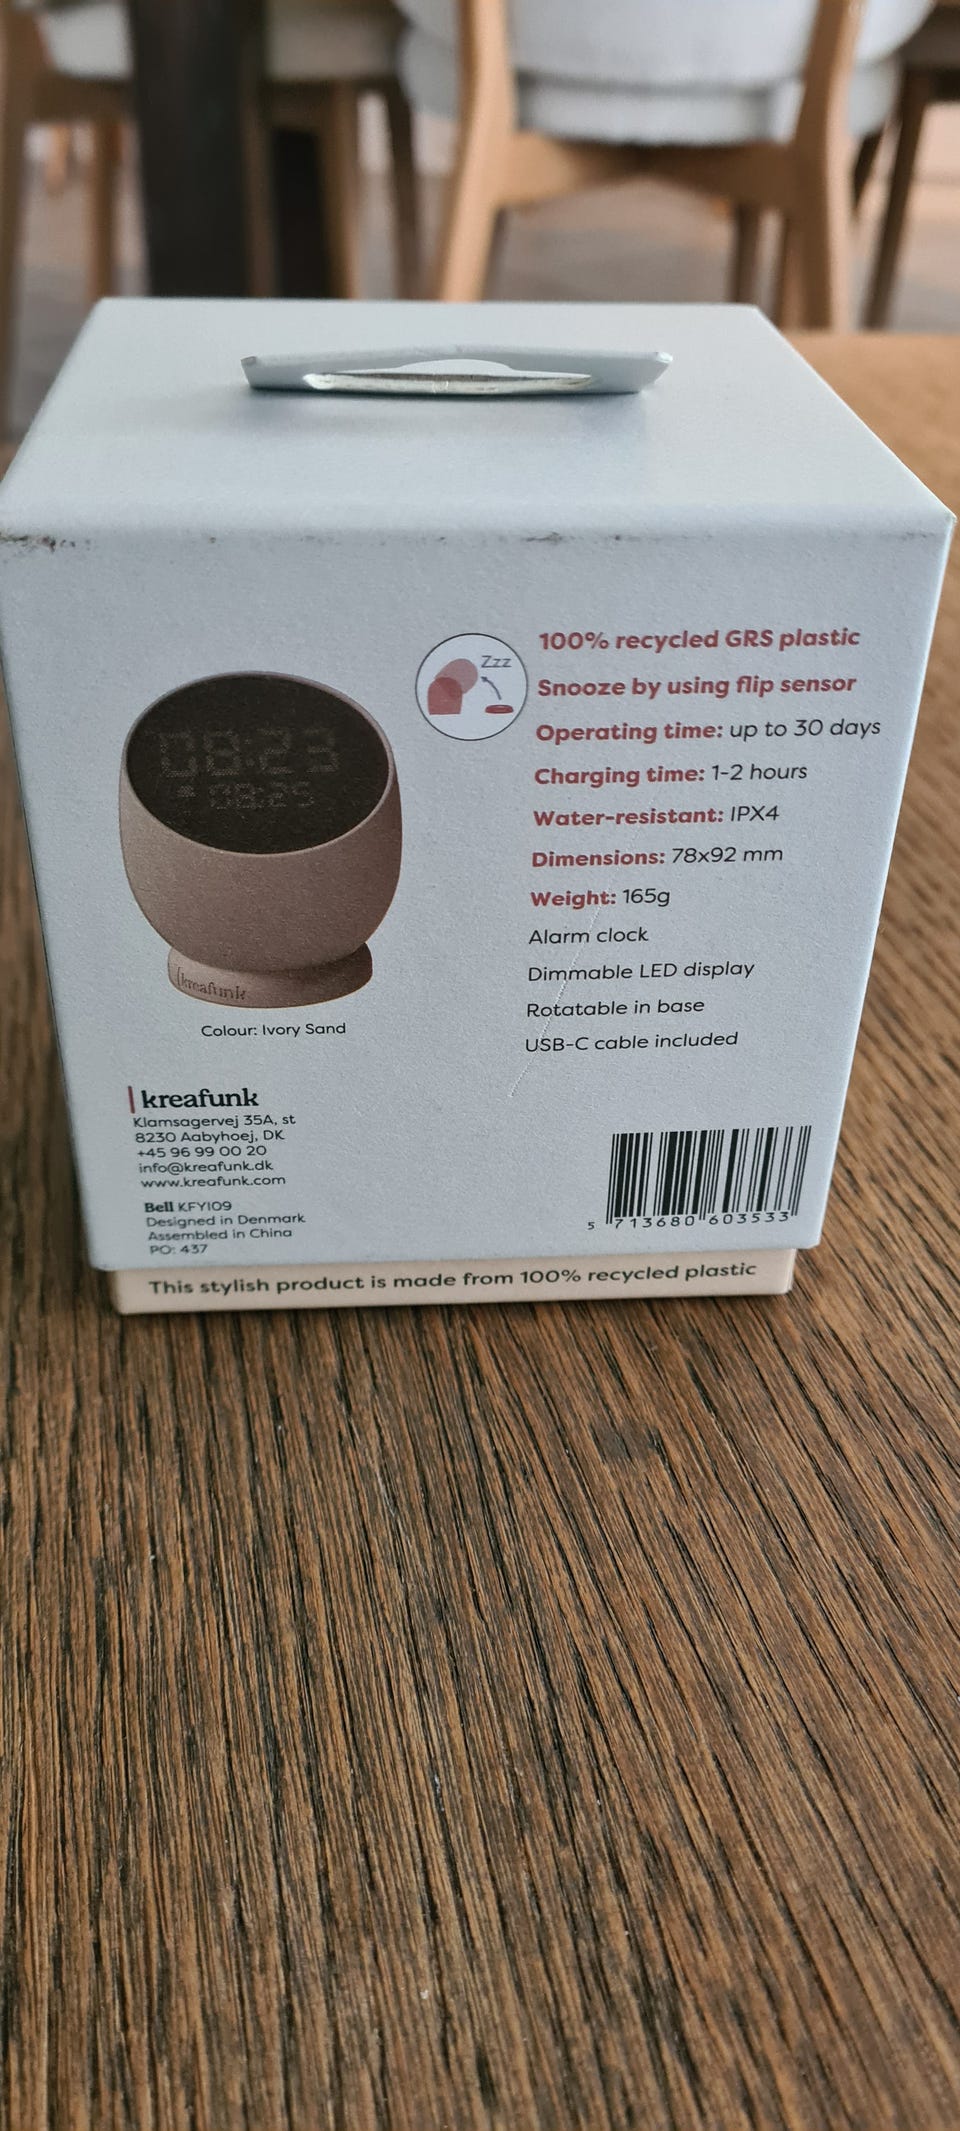 Zzz
100% recycled GRS plastic
Snooze by using flip sensor
Operating time: up to 30 days
Charging time: 1-2 hours
Water-resistant: IPX4
Dimensions: 78x92 mm
Weight: 165g
Alarm clock
Dimmable LED display
Rotatable in base
USB-C cable included
08:23
08:25
kreafunk
Colour: Ivory Sand
kreafunk
Klamsagervej 35A, st
8230 Aabyhoej, DK
+45 96 99 00 20
info@kreafunk.dk
www.kreafunk.com
Bell KFYI09
Designed in Denmark
Assembled in China
PO: 437
5 713680 603533
This stylish product is made from 100% recycled plastic